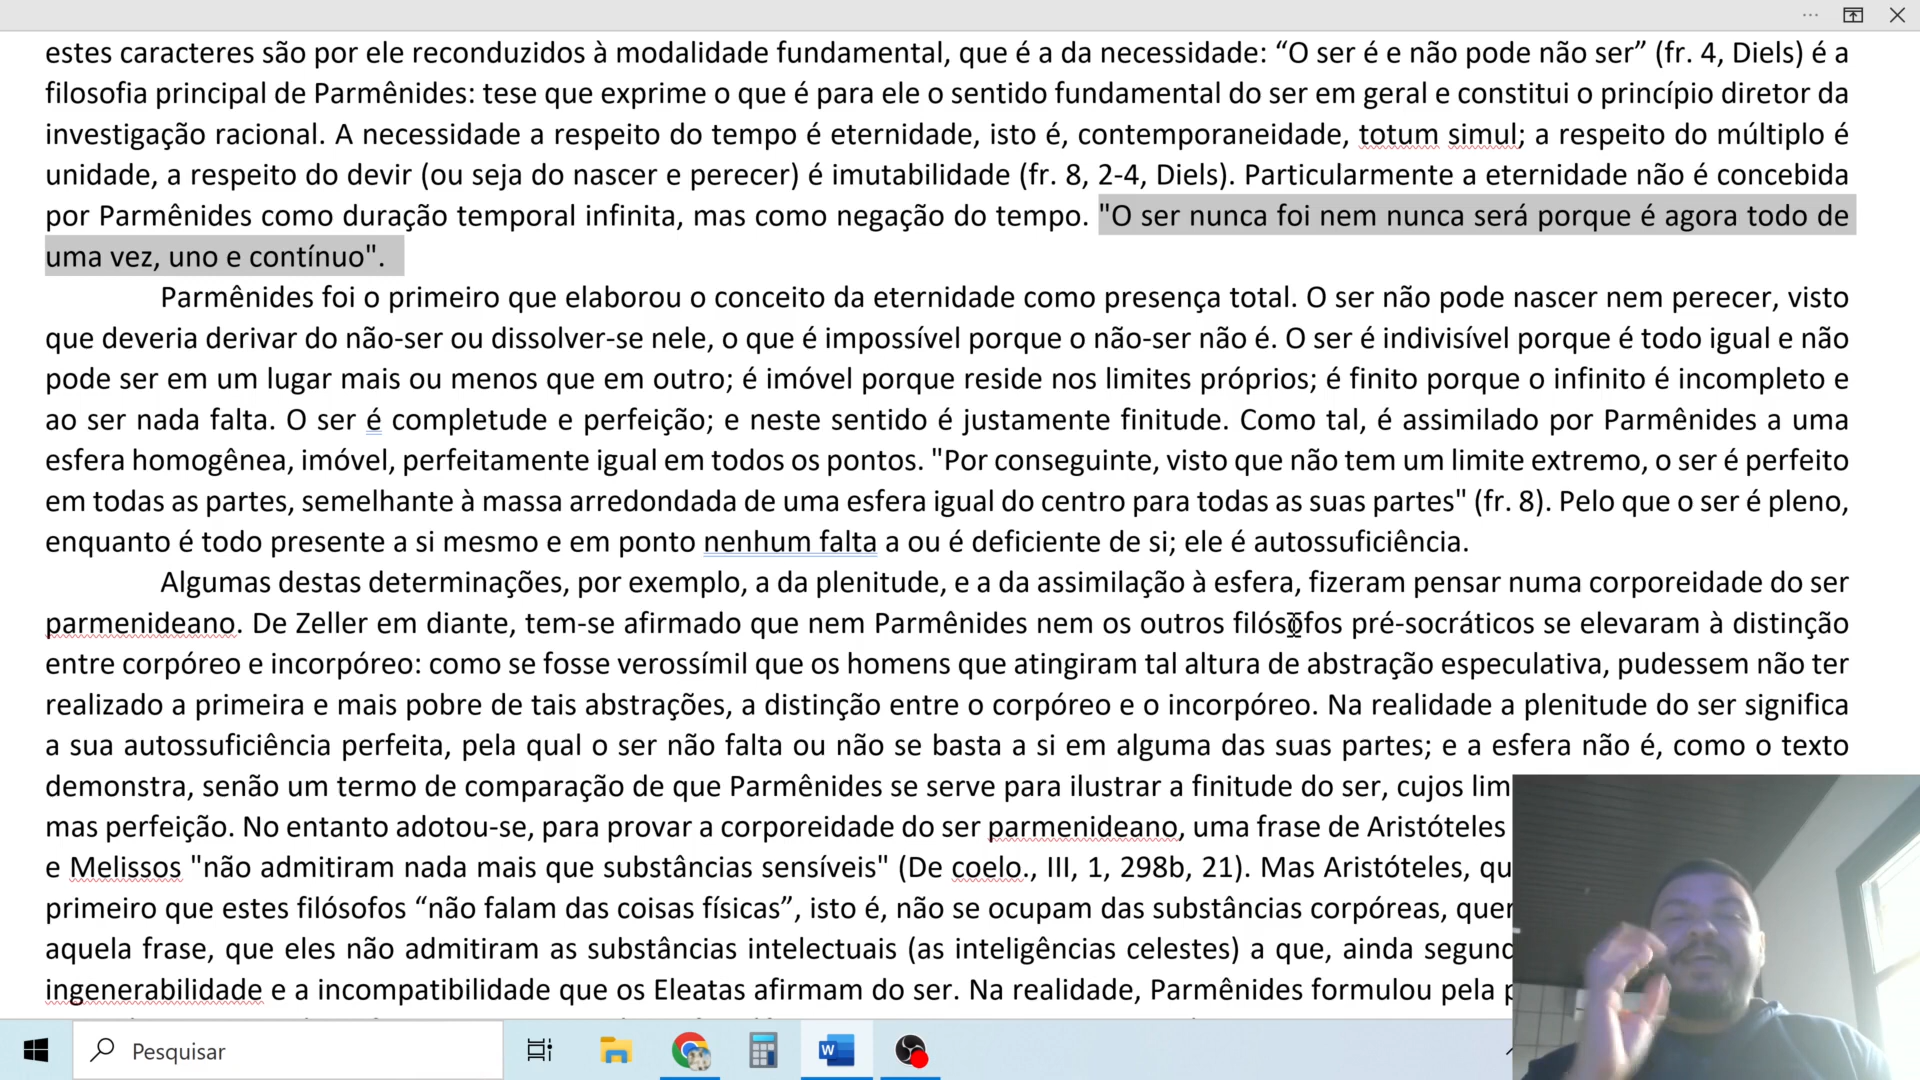 estes caracteres são por ele reconduzidos à modalidade fundamental, que é a da necessidade: “O ser é e não pode não ser” (fr. 4, Diels) é a
filosofia principal de Parmênides: tese que exprime o que é para ele o sentido fundamental do ser em geral e constitui o princípio diretor da
investigação racional. A necessidade a respeito do tempo é eternidade, isto é, contemporaneidade, totum simul; a respeito do múltiplo é
unidade, a respeito do devir (ou seja do nascer e perecer) é imutabilidade (fr. 8, 2-4, Diels). Particularmente a eternidade não é concebida
por Parmênides como duração temporal infinita, mas como negação do tempo. "O ser nunca foi nem nunca será porque é agora todo de
uma vez, uno e contínuo".
Parmênides foi o primeiro que elaborou o conceito da eternidade como presença total. O ser não pode nascer nem perecer, visto
que deveria derivar do não-ser ou dissolver-se nele, o que é impossível porque o não-ser não é. O ser é indivisível porque é todo igual e não
pode ser em um lugar mais ou menos que em outro; é imóvel porque reside nos limites próprios; é finito porque o infinito é incompleto e
ao ser nada falta. O ser é completude e perfeição; e neste sentido é justamente finitude. Como tal, é assimilado por Parmênides a uma
esfera homogênea, imóvel, perfeitamente igual em todos os pontos. "Por conseguinte, visto que não tem um limite extremo, o ser é perfeito
em todas as partes, semelhante à massa arredondada de uma esfera igual do centro para todas as suas partes" (fr. 8). Pelo que o ser é pleno,
enquanto é todo presente a si mesmo e em ponto nenhum falta a ou é deficiente de si; ele é autossuficiência.
Algumas destas determinações, por exemplo, a da plenitude, e a da assimilação à esfera, fizeram pensar numa corporeidade do ser
parmenideano. De Zeller em diante, tem-se afirmado que nem Parmênides nem os outros filósofos pré-socráticos se elevaram à distinção
entre corpóreo e incorpóreo: como se fosse verossímil que os homens que atingiram tal altura de abstração especulativa, pudessem não ter
realizado a primeira e mais pobre de tais abstrações, a distinção entre o corpóreo e o incorpóreo. Na realidade a plenitude do ser significa
a sua autossuficiência perfeita, pela qual o ser não falta ou não se basta a si em alguma das suas partes; e a esfera não é, como o texto
demonstra, senão um termo de comparação de que Parmênides se serve para ilustrar a finitude do ser, cujos lim
mas perfeição. No entanto adotou-se, para provar a corporeidade do ser parmenideano, uma frase de Aristóteles
e Melissos "não admitiram nada mais que substâncias sensíveis" (De coelo., III, 1, 298b, 21). Mas Aristóteles, qu
primeiro que estes filósofos “não falam das coisas físicas”, isto é, não se ocupam das substâncias corpóreas, quer
aquela frase, que eles não admitiram as substâncias intelectuais (as inteligências celestes) a que, ainda segund
ingenerabilidade e a incompatibilidade que os Eleatas afirmam do ser. Na realidade, Parmênides formulou pela p
Pesquisar